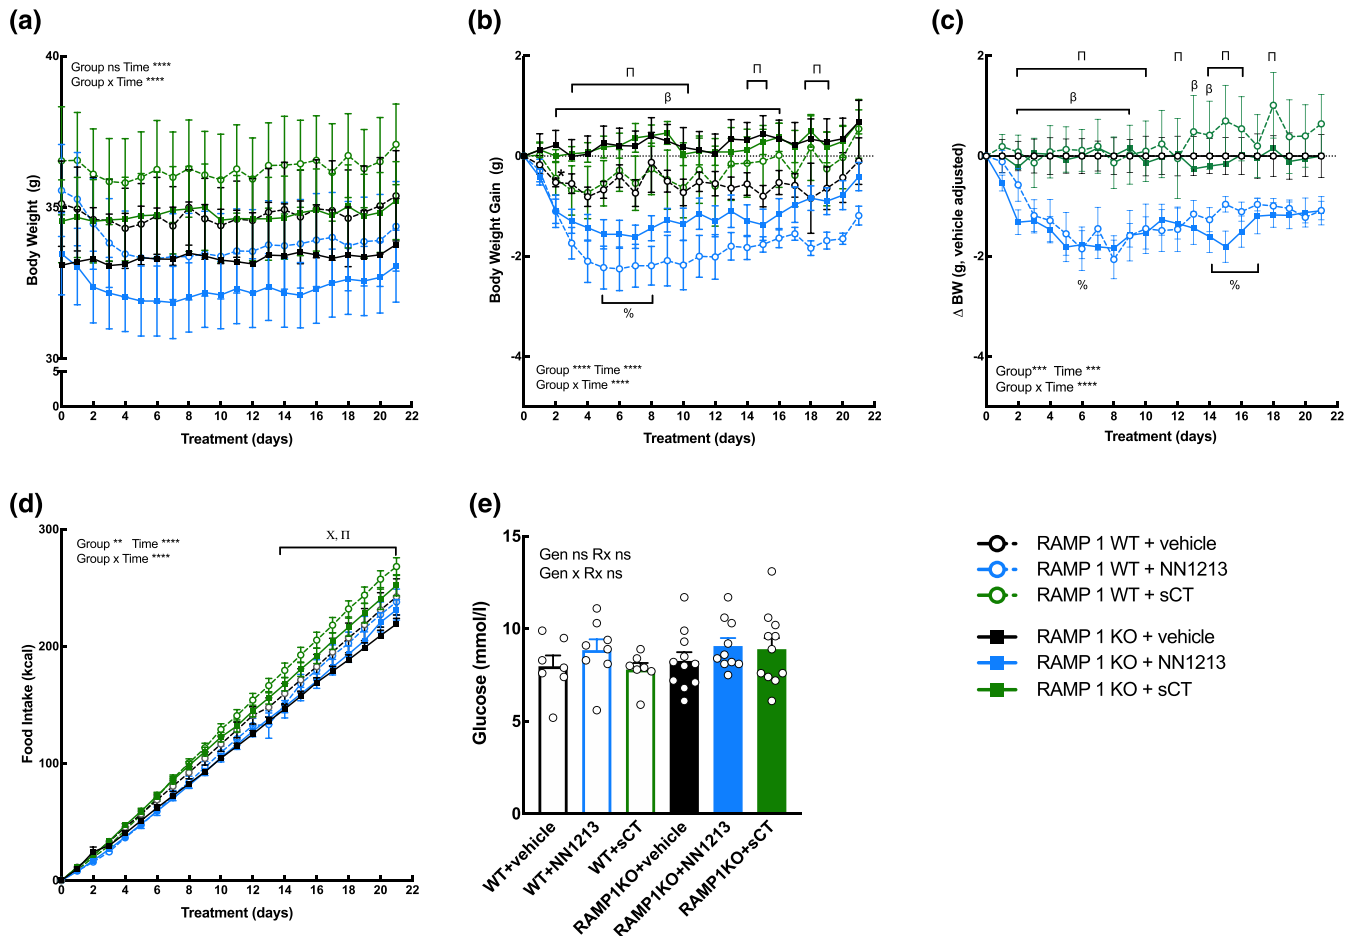 (a)
40
35
30
5
0
Body Weight (g)
Group ns Time ****
Group x Time ****
0 2 4 6 8 10 12 14 16 18 20 22
Treatment (days)
(b)
2
0
-2
-4
Body Weight Gain (g)
Π Π Π
β
*
%
Group **** Time ****
Group x Time ****
0 2 4 6 8 10 12 14 16 18 20 22
Treatment (days)
(c)
2
0
-2
-4
Δ BW (g, vehicle adjusted)
Π Π Π Π
β β β
% %
Group*** Time ***
Group x Time ****
0 2 4 6 8 10 12 14 16 18 20 22
Treatment (days)
(d)
300
200
100
0
Food Intake (kcal)
Group ** Time ****
Group x Time ****
X, Π
0 2 4 6 8 10 12 14 16 18 20 22
Treatment (days)
(e)
15
10
5
0
Glucose (mmol/l)
Gen ns Rx ns
Gen x Rx ns
WT+vehicle
WT+NN1213
WT+sCT
RAMP1KO+vehicle
RAMP1KO+NN1213
RAMP1KO+sCT
RAMP 1 WT + vehicle
RAMP 1 WT + NN1213
RAMP 1 WT + sCT
RAMP 1 KO + vehicle
RAMP 1 KO + NN1213
RAMP 1 KO + sCT